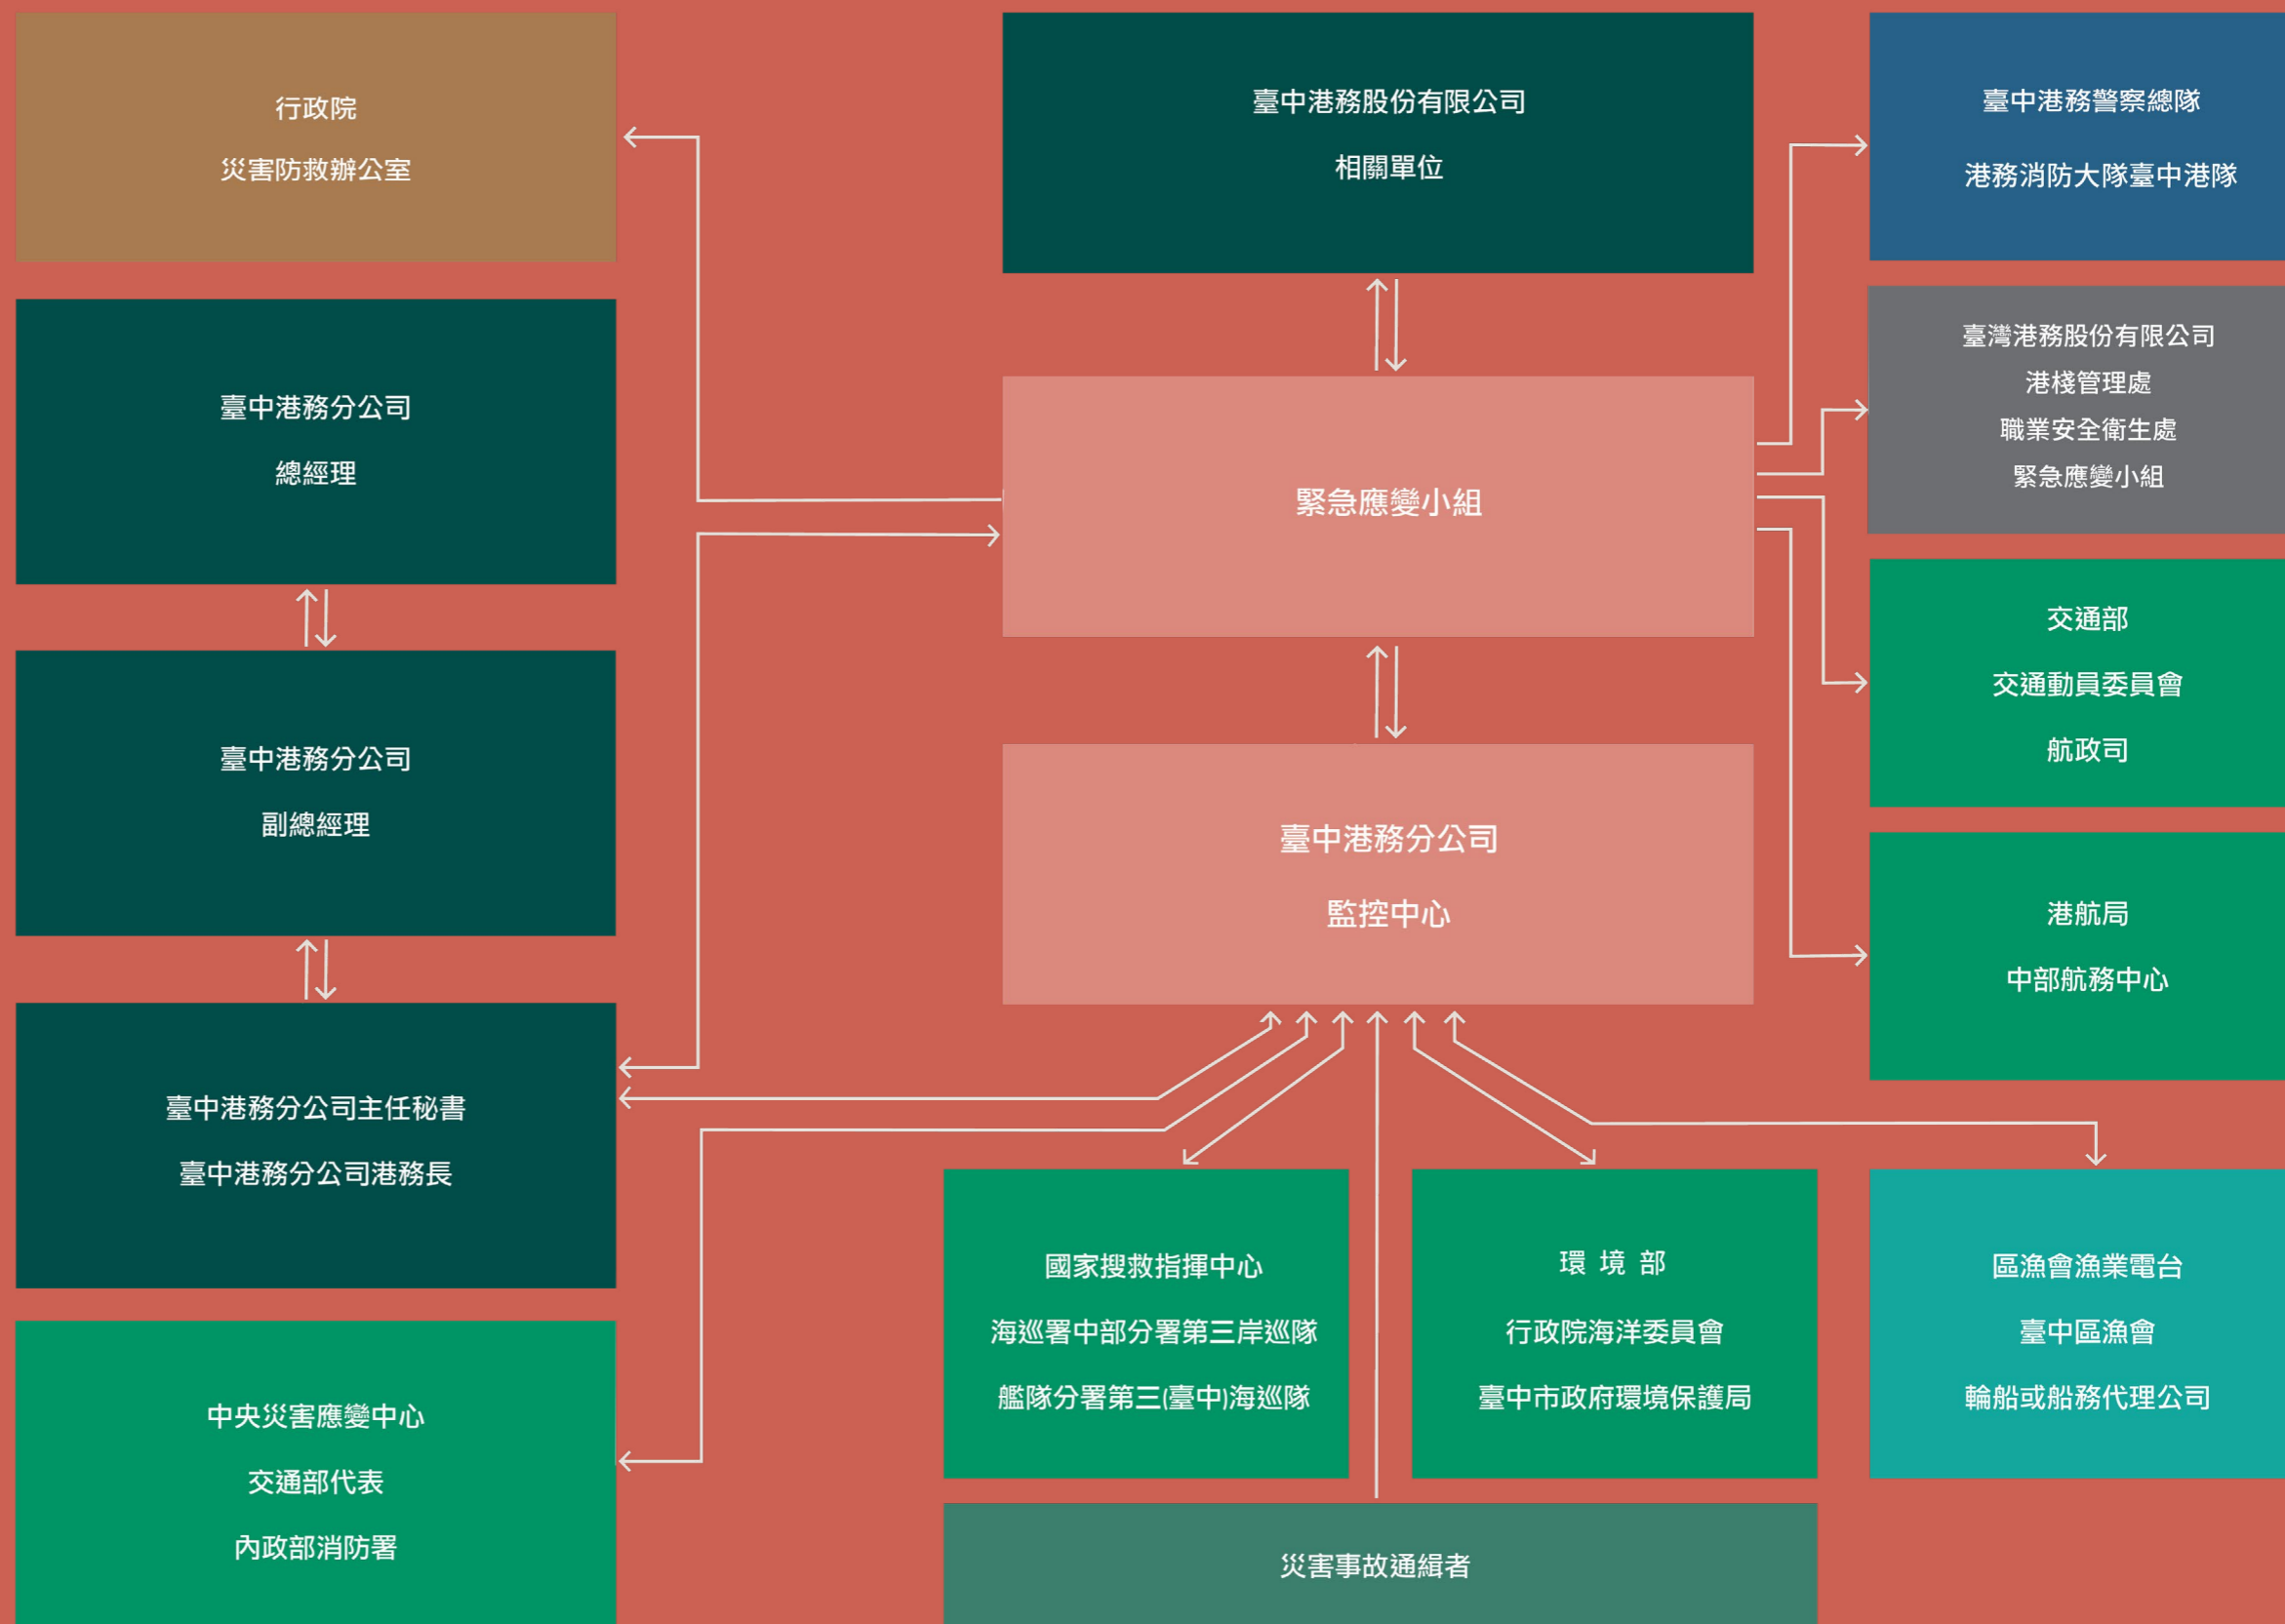 行政院
災害防救辦公室
臺中港務股份有限公司
相關單位
臺中港務警察總隊
港務消防大隊臺中港隊
臺中港務分公司
總經理
緊急應變小組
臺灣港務股份有限公司
港棧管理處
職業安全衛生處
緊急應變小組
交通部
交通動員委員會
航政司
臺中港務分公司
副總經理
臺中港務分公司
監控中心
港航局
中部航務中心
臺中港務分公司主任秘書
臺中港務分公司港務長
中央災害應變中心
交通部代表
內政部消防署
國家搜救指揮中心
海巡署中部分署第三岸巡隊
艦隊分署第三(臺中)海巡隊
環 境 部
行政院海洋委員會
臺中市政府環境保護局
區漁會漁業電台
臺中區漁會
輪船或船務代理公司
災害事故通緝者